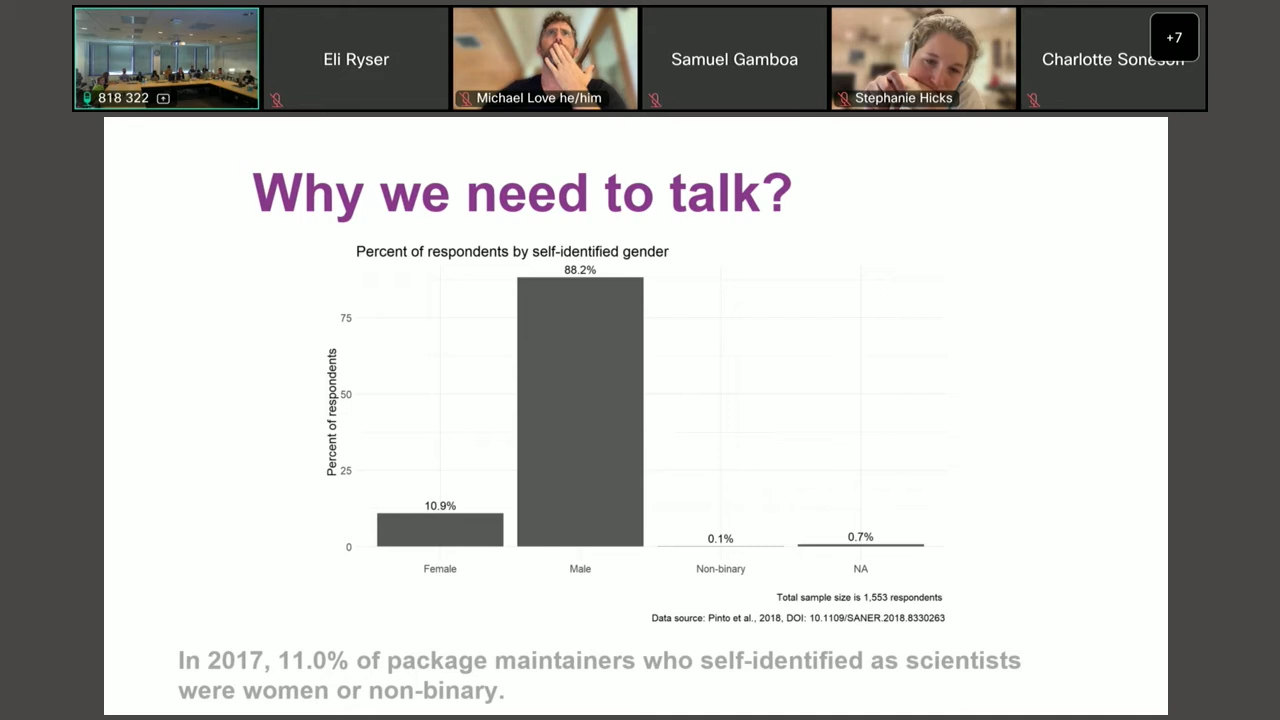 818 322
Eli Ryser
Michael Love he/him
Samuel Gamboa
Stephanie Hicks
Charlotte Soneson
+7
Why we need to talk?
Percent of respondents by self-identified gender
Percent of respondents
75
50
25
0
10.9%
88.2%
0.1%
0.7%
Female
Male
Non-binary
NA
Total sample size is 1,553 respondents
Data source: Pinto et al., 2018, DOI: 10.1109/SANER.2018.8330263
In 2017, 11.0% of package maintainers who self-identified as scientists
were women or non-binary.